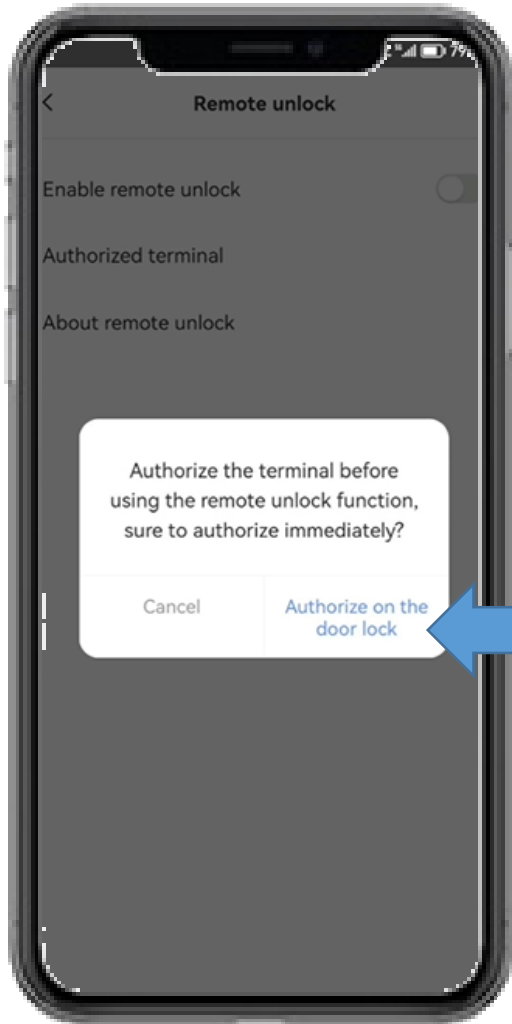 79
Remote unlock
Enable remote unlock
Authorized terminal
About remote unlock
Authorize the terminal before
using the remote unlock function,
sure to authorize immediately?
Cancel
Authorize on the
door lock